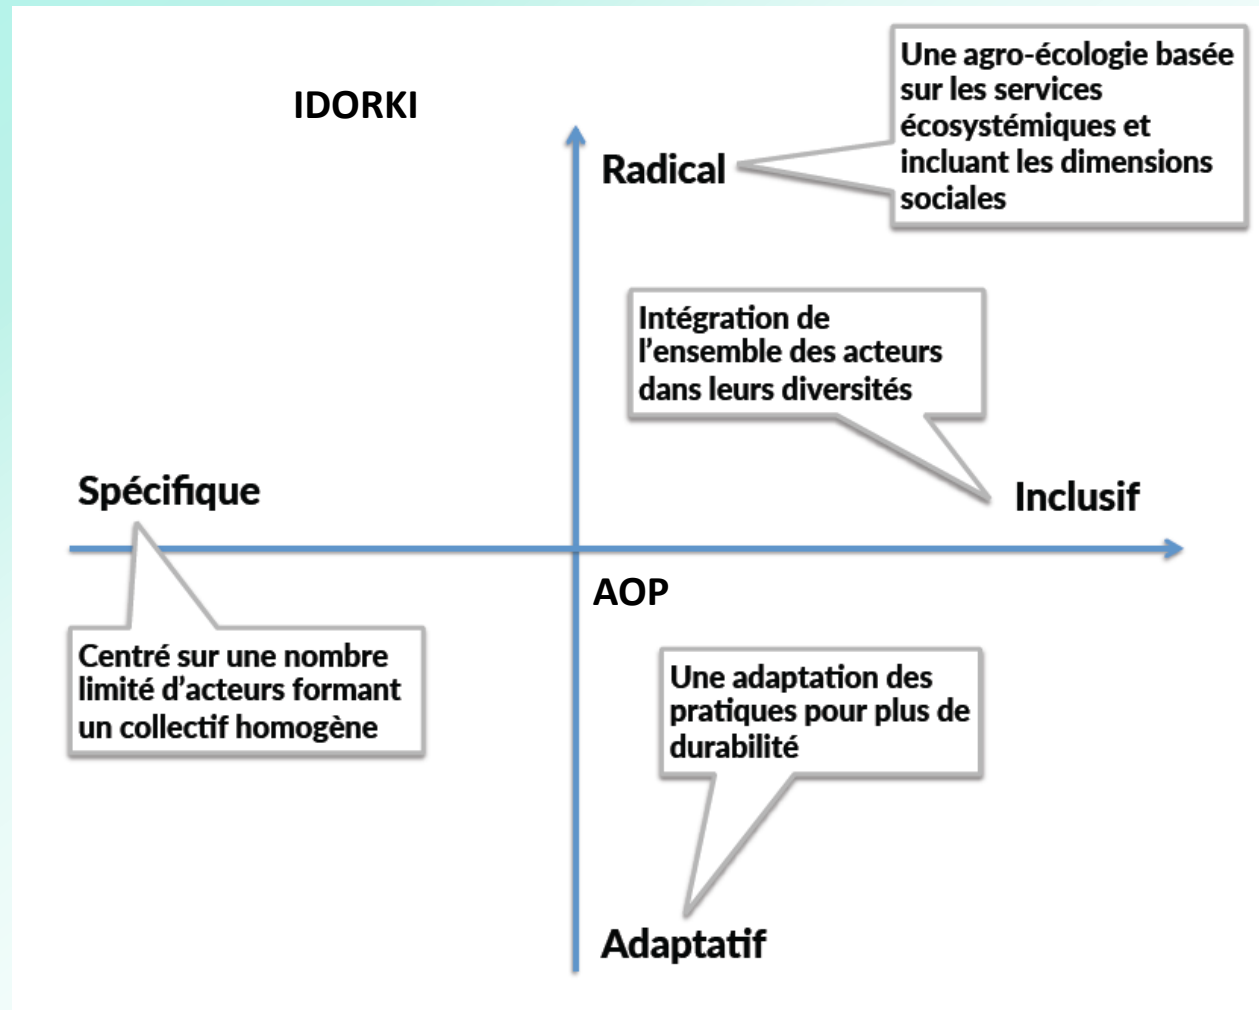 IDORKI
Radical
Une agro-écologie basée
sur les services
écosystémiques et
incluant les dimensions
sociales
Intégration de
l’ensemble des acteurs
dans leurs diversités
Spécifique
Inclusif
AOP
Centré sur une nombre
limité d’acteurs formant
un collectif homogène
Une adaptation des
pratiques pour plus de
durabilité
Adaptatif